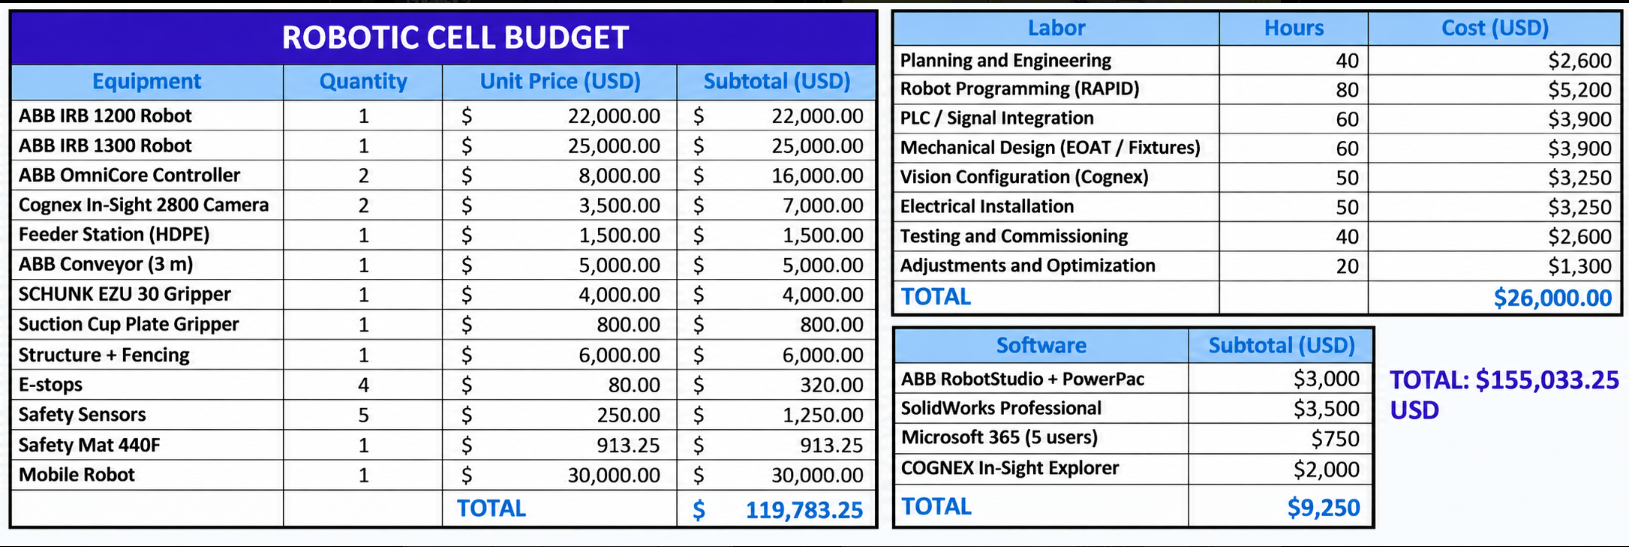 ROBOTIC CELL BUDGET
Equipment Quantity Unit Price (USD) Subtotal (USD)
ABB IRB 1200 Robot 1 $ 22,000.00 $ 22,000.00
ABB IRB 1300 Robot 1 $ 25,000.00 $ 25,000.00
ABB OmniCore Controller 2 $ 8,000.00 $ 16,000.00
Cognex In-Sight 2800 Camera 2 $ 3,500.00 $ 7,000.00
Feeder Station (HDPE) 1 $ 1,500.00 $ 1,500.00
ABB Conveyor (3 m) 1 $ 5,000.00 $ 5,000.00
SCHUNK EZU 30 Gripper 1 $ 4,000.00 $ 4,000.00
Suction Cup Plate Gripper 1 $ 800.00 $ 800.00
Structure + Fencing 1 $ 6,000.00 $ 6,000.00
E-stops 4 $ 80.00 $ 320.00
Safety Sensors 5 $ 250.00 $ 1,250.00
Safety Mat 440F 1 $ 913.25 $ 913.25
Mobile Robot 1 $ 30,000.00 $ 30,000.00
TOTAL $ 119,783.25
Labor Hours Cost (USD)
Planning and Engineering 40 $2,600
Robot Programming (RAPID) 80 $5,200
PLC / Signal Integration 60 $3,900
Mechanical Design (EOAT / Fixtures) 60 $3,900
Vision Configuration (Cognex) 50 $3,250
Electrical Installation 50 $3,250
Testing and Commissioning 40 $2,600
Adjustments and Optimization 20 $1,300
TOTAL $26,000.00
Software Subtotal (USD)
ABB RobotStudio + PowerPac $3,000
SolidWorks Professional $3,500
Microsoft 365 (5 users) $750
COGNEX In-Sight Explorer $2,000
TOTAL $9,250
TOTAL: $155,033.25
USD